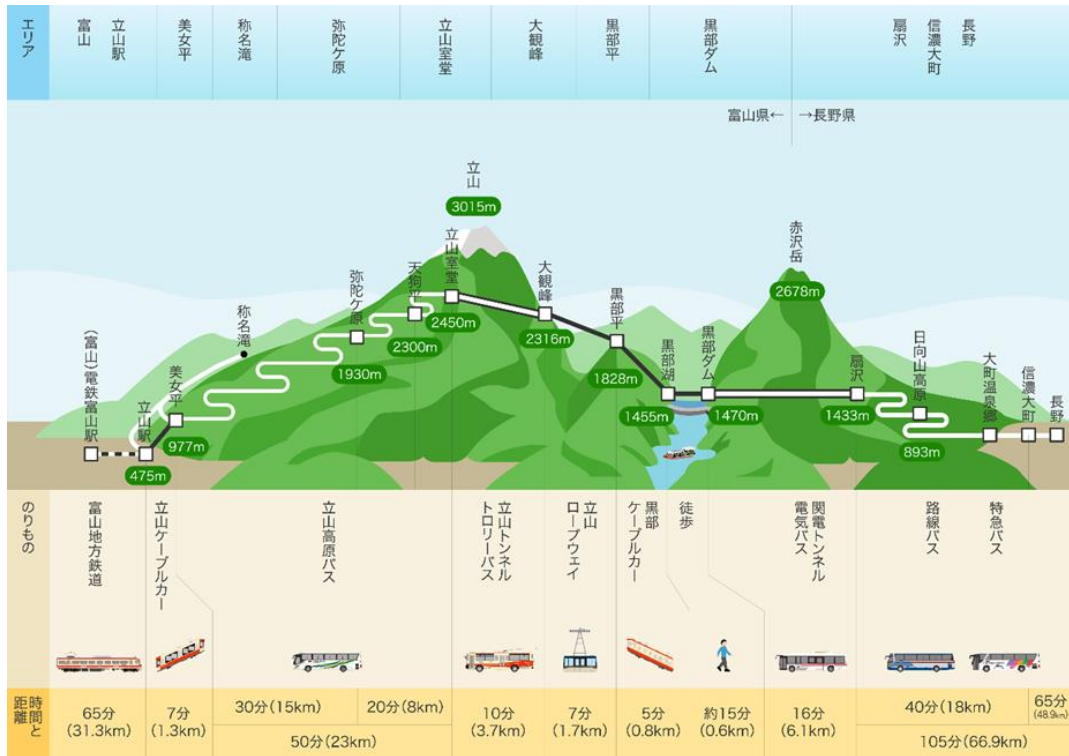 エリア
富山
立山駅
美女平
称名滝
弥陀ケ原
立山室堂
大観峰
黒部平
黒部ダム
扇沢
信濃大町
長野
富山県←
→長野県
立山
3015m
赤沢岳
2678m
(富山)電鉄富山駅
立山駅
475m
美女平
977m
称名滝
弥陀ケ原
1930m
天狗平
2300m
立山室堂
2450m
大観峰
2316m
黒部平
1828m
黒部湖
1455m
黒部ダム
1470m
扇沢
1433m
日向山高原
893m
大町温泉郷
信濃大町
長野
のりもの
富山地方鉄道
立山ケーブルカー
立山高原バス
立山トンネル
トロリーバス
立山
ロープウェイ
黒部
ケーブルカー
徒歩
関電トンネル
電気バス
路線バス
特急バス
時間と
距離
65分
(31.3km)
7分
(1.3km)
30分(15km)
20分(8km)
50分(23km)
10分
(3.7km)
7分
(1.7km)
5分
(0.8km)
約15分
(0.6km)
16分
(6.1km)
40分(18km)
65分
(48.9km)
105分(66.9km)